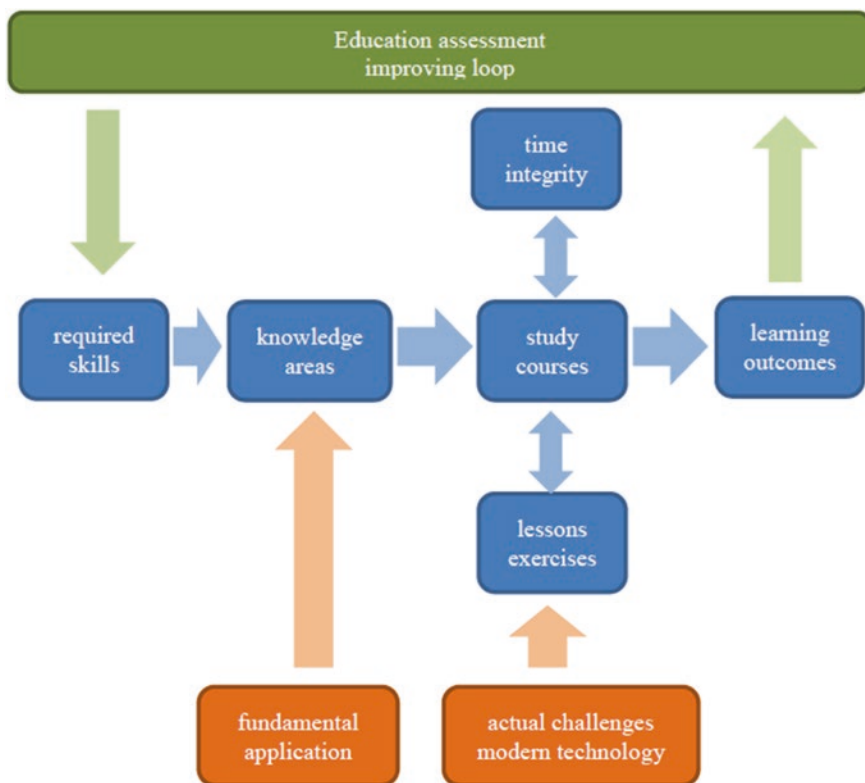 Education assessment
improving loop
time
integrity
required
skills
knowledge
areas
study
courses
learning
outcomes
lessons
exercises
fundamental
application
actual challenges
modern technology